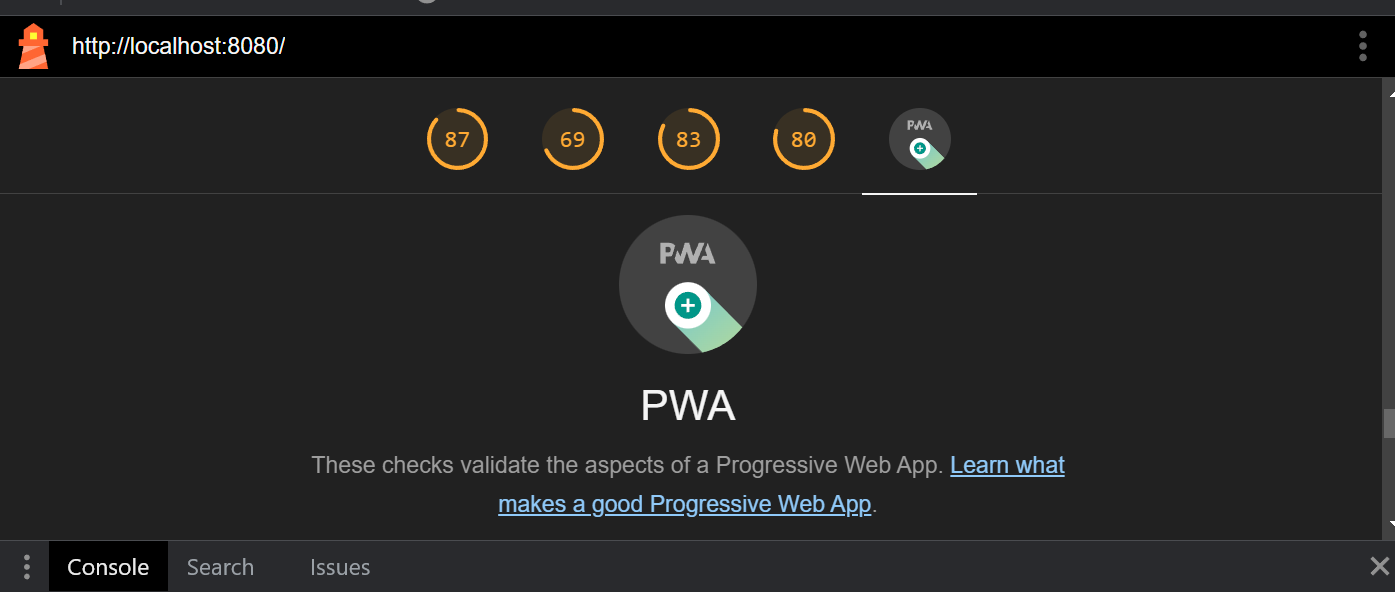 http://localhost:8080/
87 69 83 80 PWA
PWA
PWA
These checks validate the aspects of a Progressive Web App. Learn what
makes a good Progressive Web App.
Console Search Issues